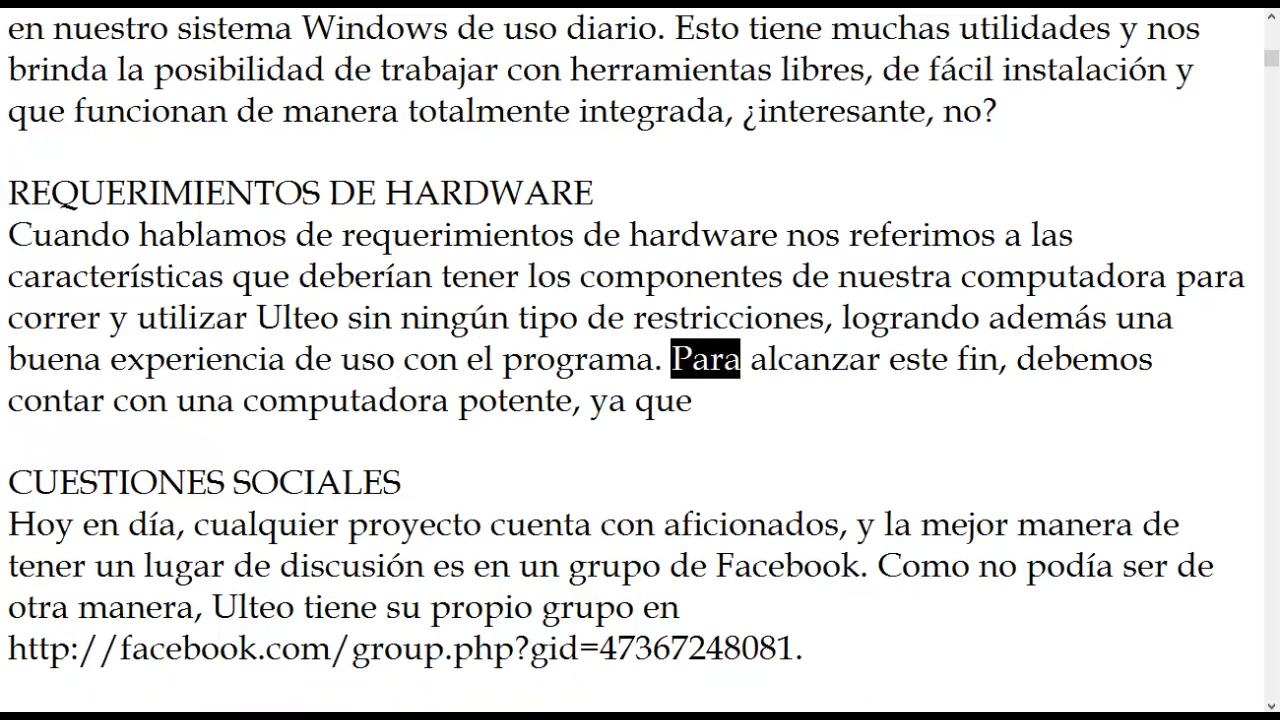 en nuestro sistema Windows de uso diario. Esto tiene muchas utilidades y nos
brinda la posibilidad de trabajar con herramientas libres, de fácil instalación y
que funcionan de manera totalmente integrada, ¿interesante, no?
REQUERIMIENTOS DE HARDWARE
Cuando hablamos de requerimientos de hardware nos referimos a las
características que deberían tener los componentes de nuestra computadora para
correr y utilizar Ulteo sin ningún tipo de restricciones, logrando además una
buena experiencia de uso con el programa. Para alcanzar este fin, debemos
contar con una computadora potente, ya que
CUESTIONES SOCIALES
Hoy en día, cualquier proyecto cuenta con aficionados, y la mejor manera de
tener un lugar de discusión es en un grupo de Facebook. Como no podía ser de
otra manera, Ulteo tiene su propio grupo en
http://facebook.com/group.php?gid=47367248081.